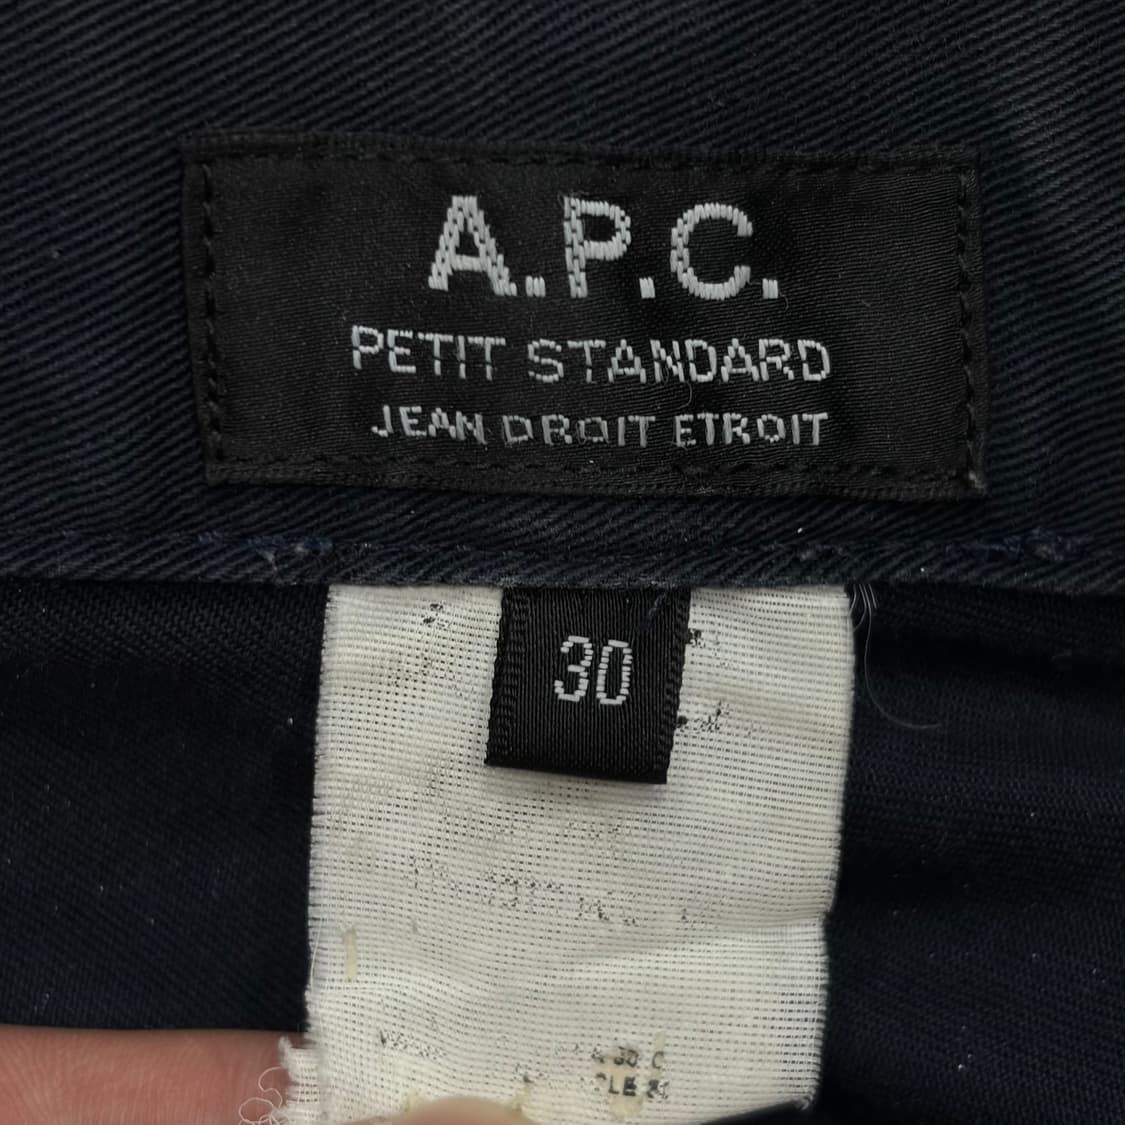 A.P.C.
PETIT STANDARD
JEAN DROIT ETROIT
30